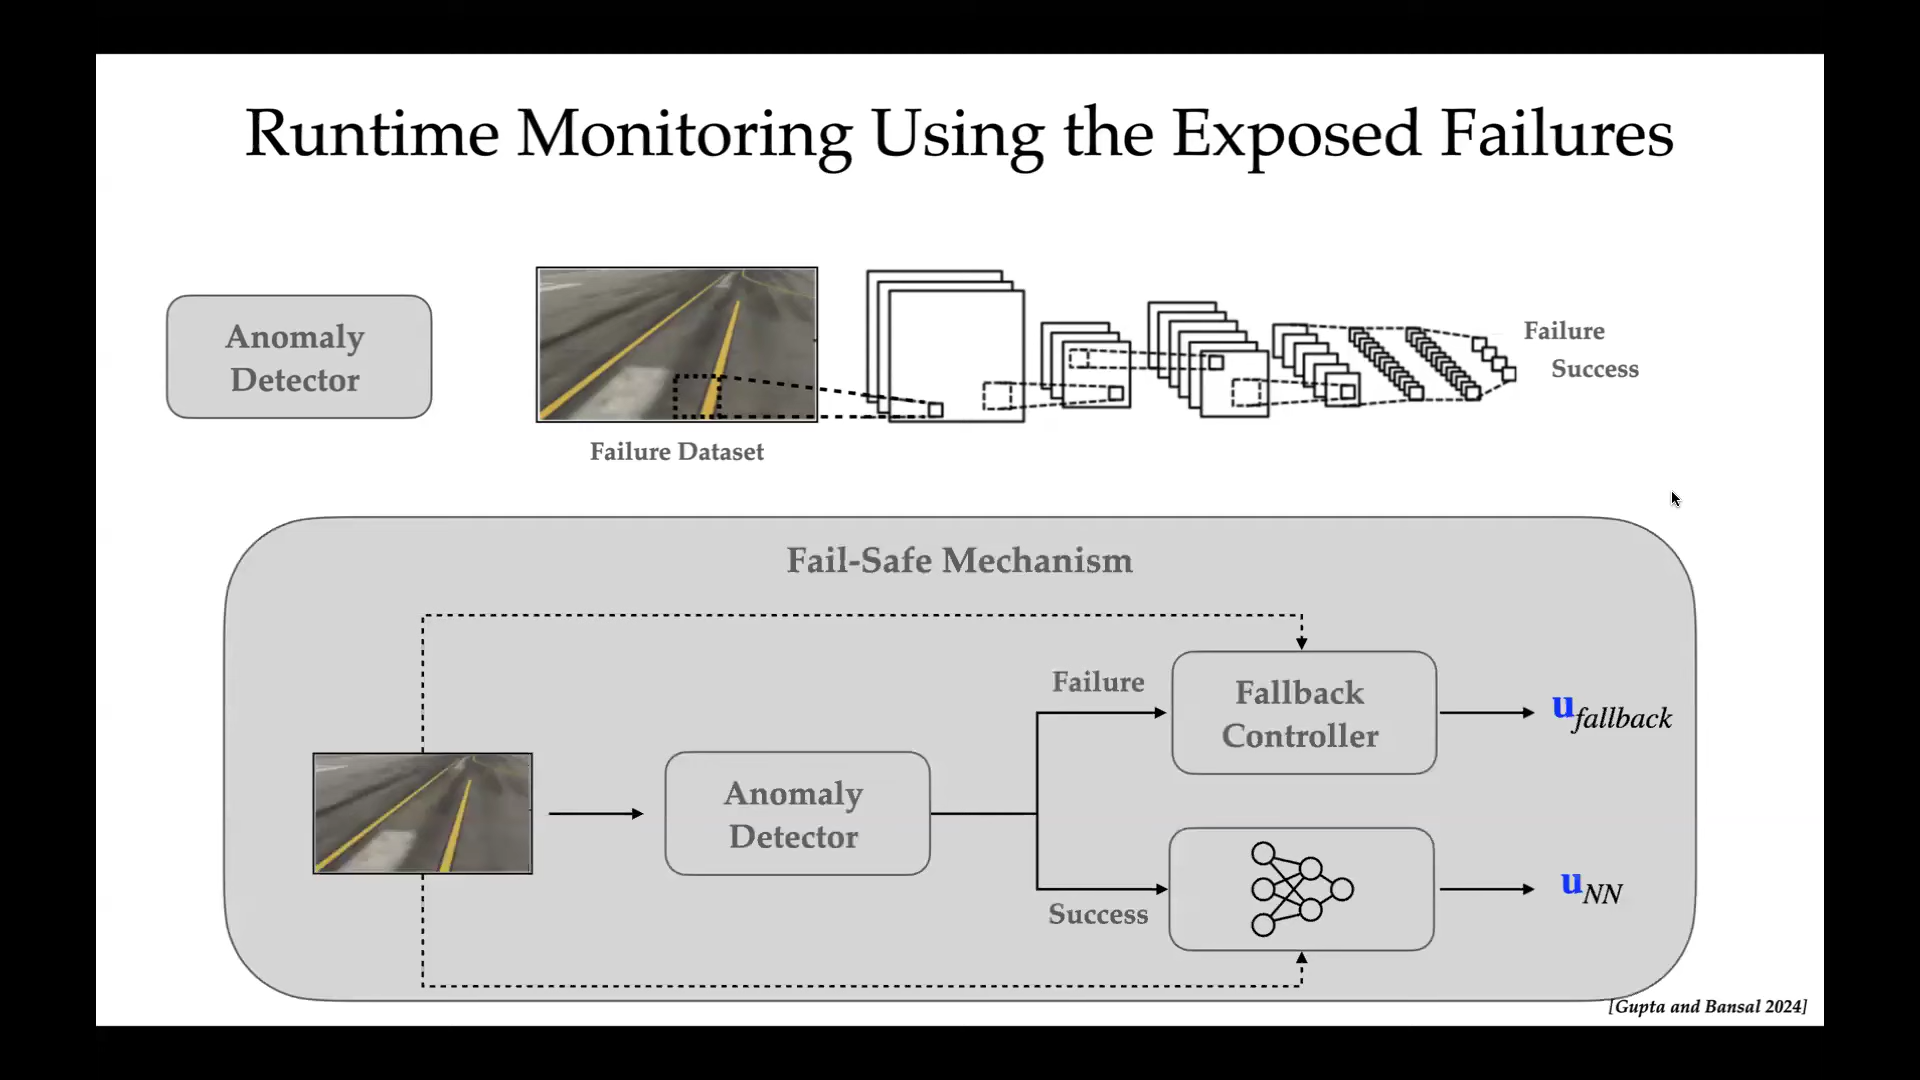 Runtime Monitoring Using the Exposed Failures
Anomaly
Detector
Failure
Success
Failure Dataset
Fail-Safe Mechanism
Failure
Fallback
Controller
u_fallback
Anomaly
Detector
Success
u_NN
[Gupta and Bansal 2024]